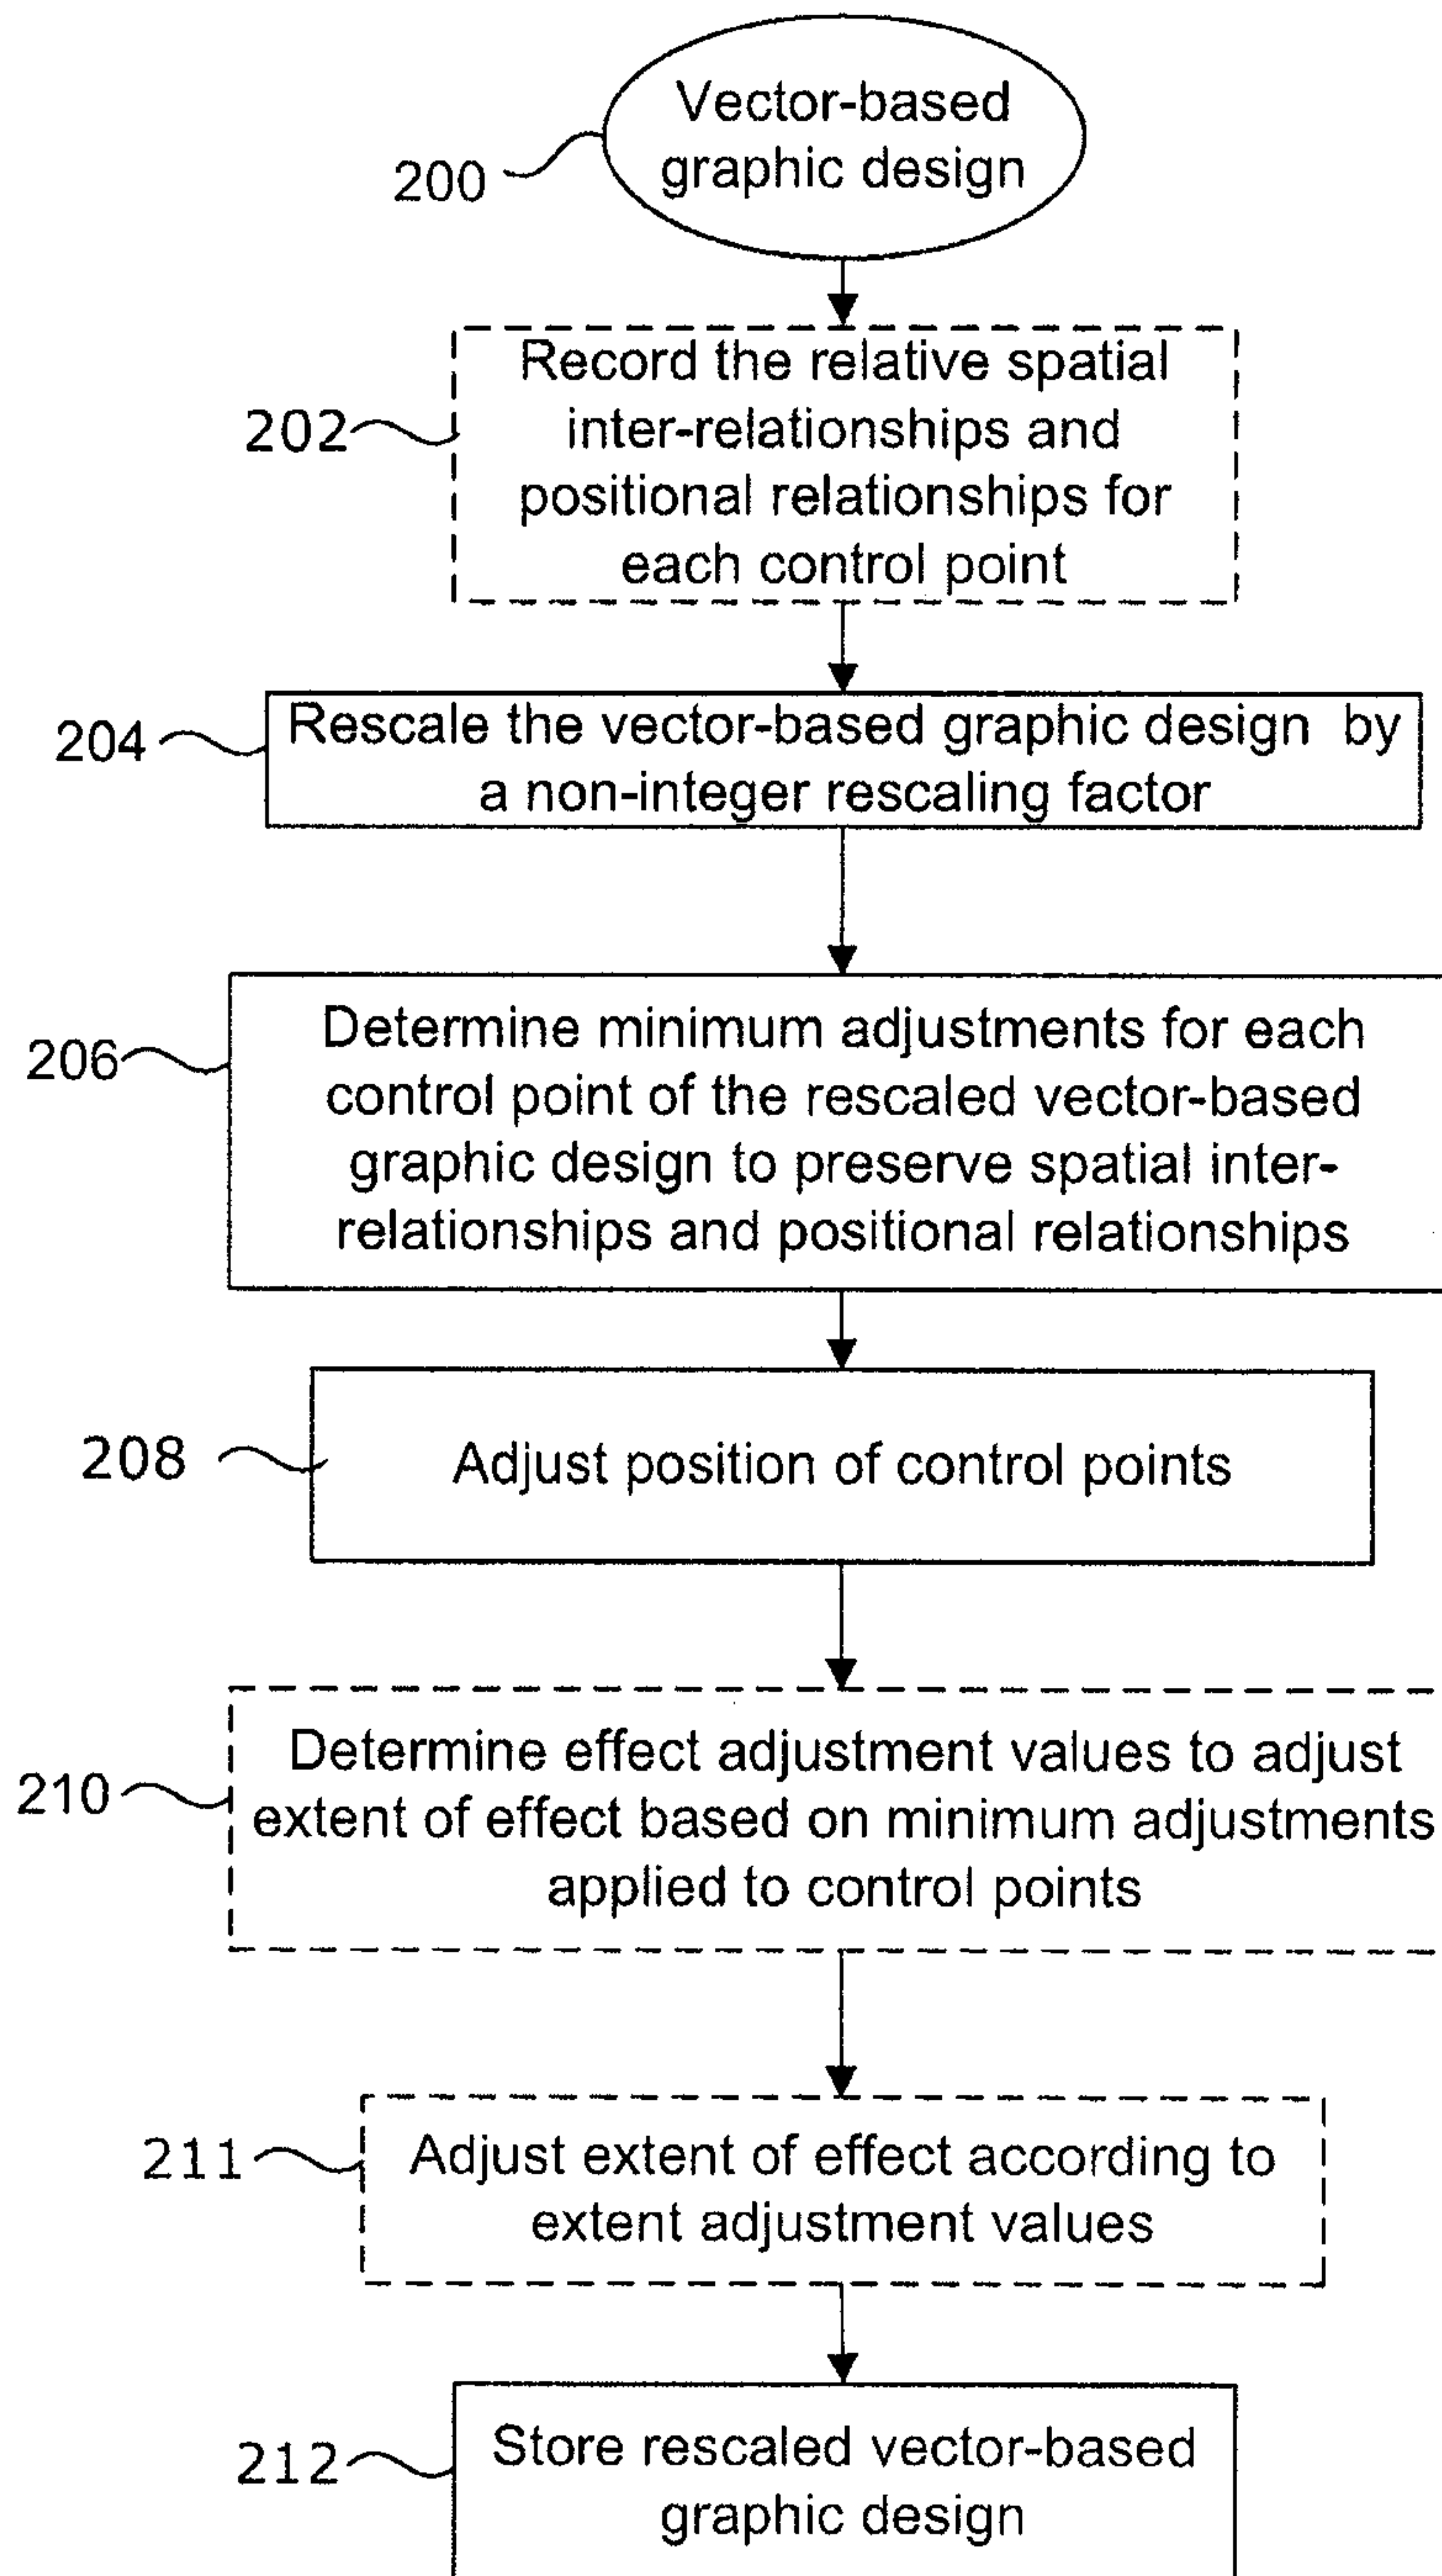 Vector-based
graphic design
200
Record the relative spatial
inter-relationships and
positional relationships for
each control point
202
Rescale the vector-based graphic design by
a non-integer rescaling factor
204
Determine minimum adjustments for each
control point of the rescaled vector-based
graphic design to preserve spatial inter-
relationships and positional relationships
206
Adjust position of control points
208
Determine effect adjustment values to adjust
extent of effect based on minimum adjustments
applied to control points
210
Adjust extent of effect according to
extent adjustment values
211
Store rescaled vector-based
graphic design
212